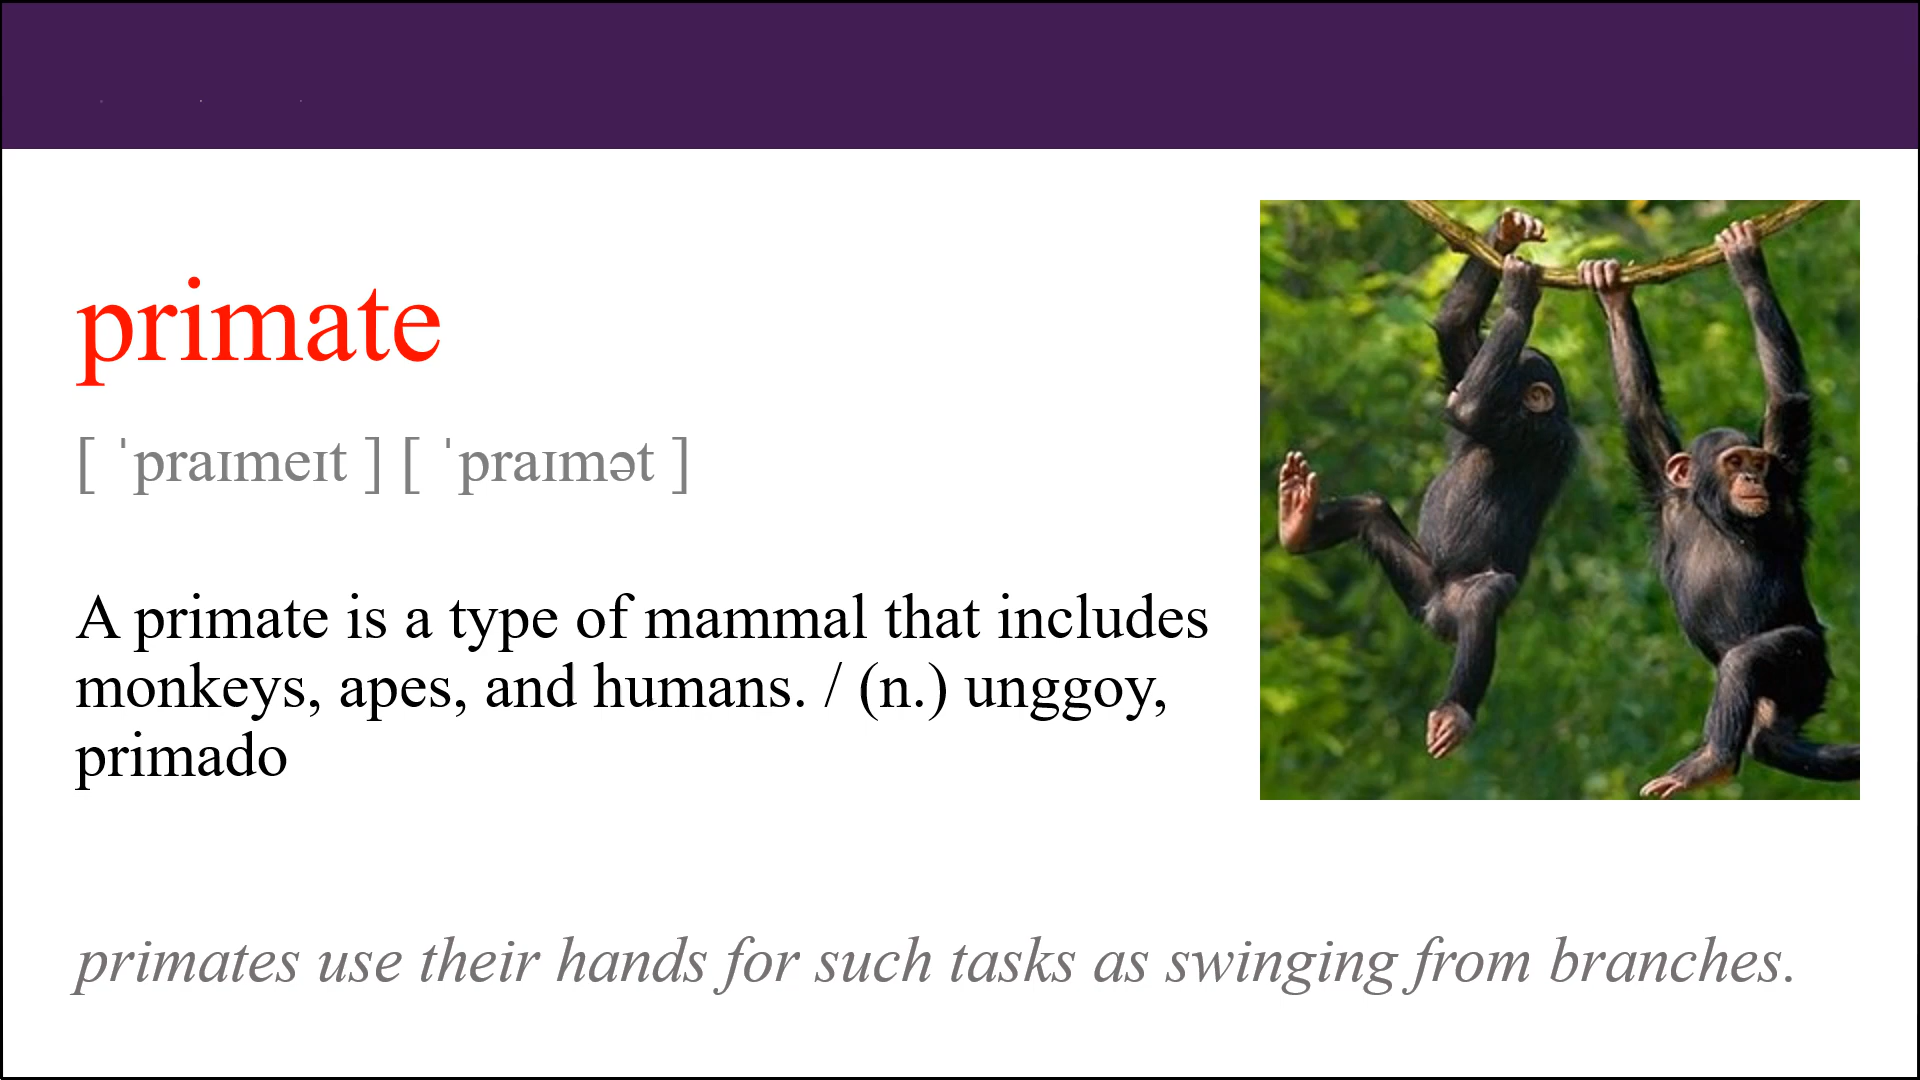 primate
[ ˈpraɪmeɪt ] [ ˈpraɪmət ]
A primate is a type of mammal that includes
monkeys, apes, and humans. / (n.) unggoy,
primado
primates use their hands for such tasks as swinging from branches.